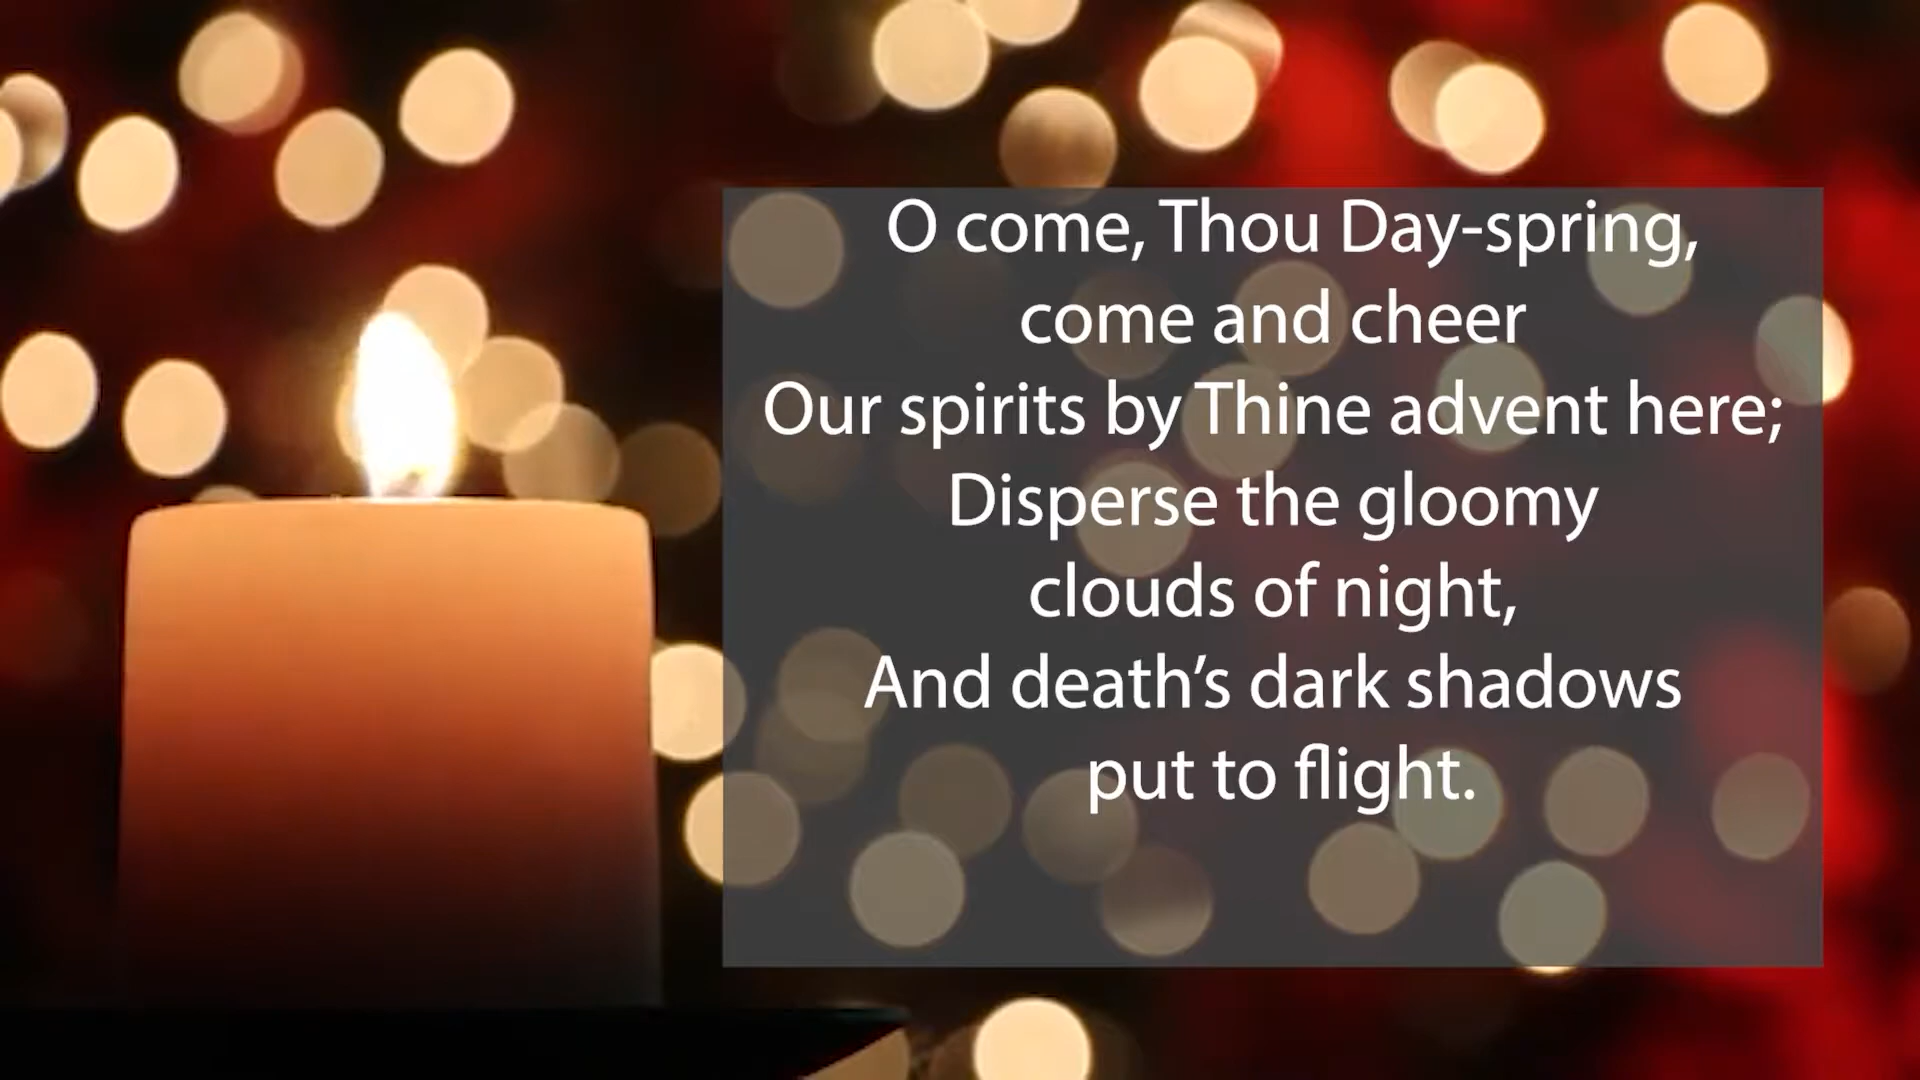 O come, Thou Day-spring,
come and cheer
Our spirits by Thine advent here;
Disperse the gloomy
clouds of night,
And death’s dark shadows
put to flight.